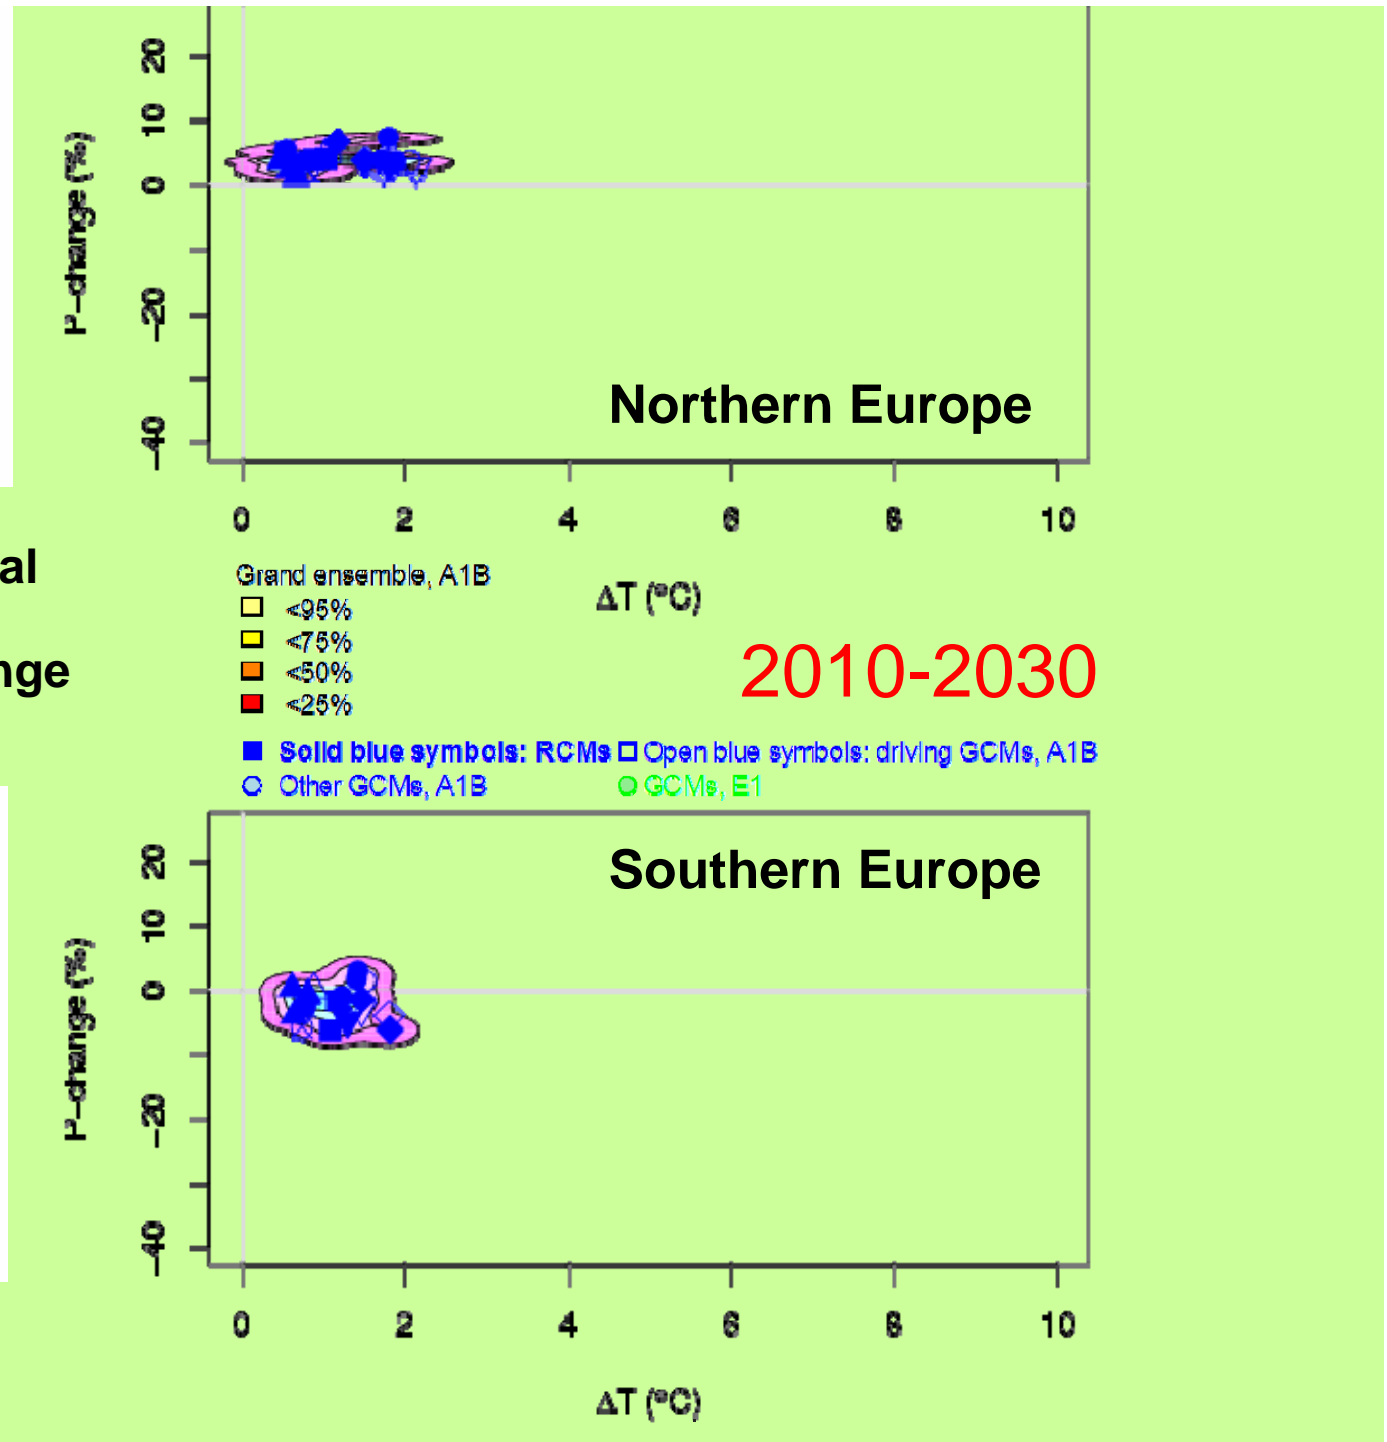 20
10
0
-20
-40
P-change (%)
Northern Europe
0 2 4 6 8 10
ΔT (°C)
al
nge
Grand ensemble, A1B
<95%
<75%
<50%
<25%
2010-2030
Solid blue symbols: RCMs Open blue symbols: driving GCMs, A1B
Other GCMs, A1B GCMs, E1
Southern Europe
20
10
0
-20
-40
P-change (%)
0 2 4 6 8 10
ΔT (°C)